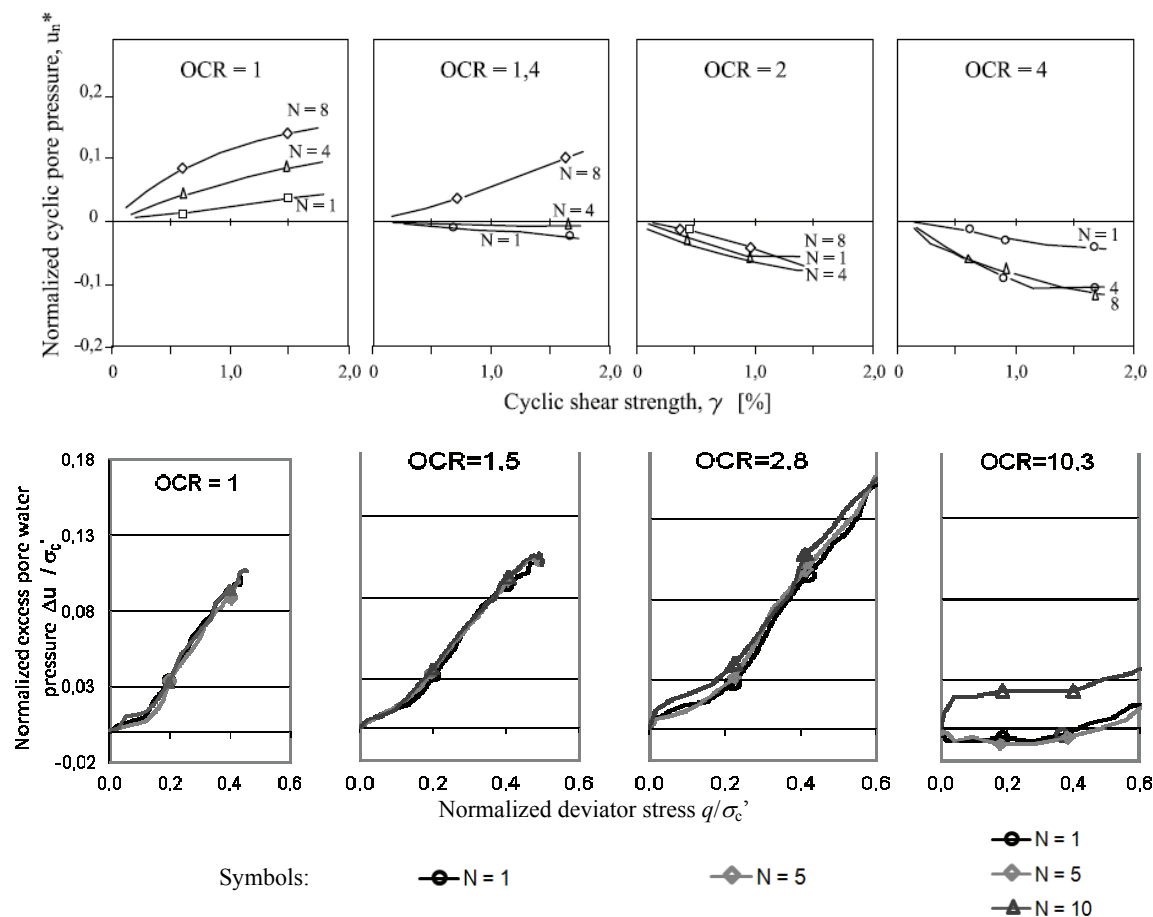 Normalized cyclic pore pressure, uₙ*
OCR = 1
OCR = 1,4
OCR = 2
OCR = 4
0,2
0,1
0
-0,1
-0,2
N = 8
N = 4
N = 1
N = 8
N = 4
N = 1
N = 8
N = 1
N = 4
N = 1
4
8
0 1,0 2,0 0 1,0 2,0 0 1,0 2,0 0 1,0 2,0
Cyclic shear strength, γ [%]
Normalized excess pore water
pressure Δu / σc'
0,18
0,13
0,08
0,03
-0,02
OCR = 1
OCR=1,5
OCR=2,8
OCR=10,3
0,0 0,2 0,4 0,6 0,0 0,2 0,4 0,6 0,0 0,2 0,4 0,6 0,0 0,2 0,4 0,6
Normalized deviator stress q/σc'
Symbols:
N = 1
N = 5
N = 1
N = 5
N = 10